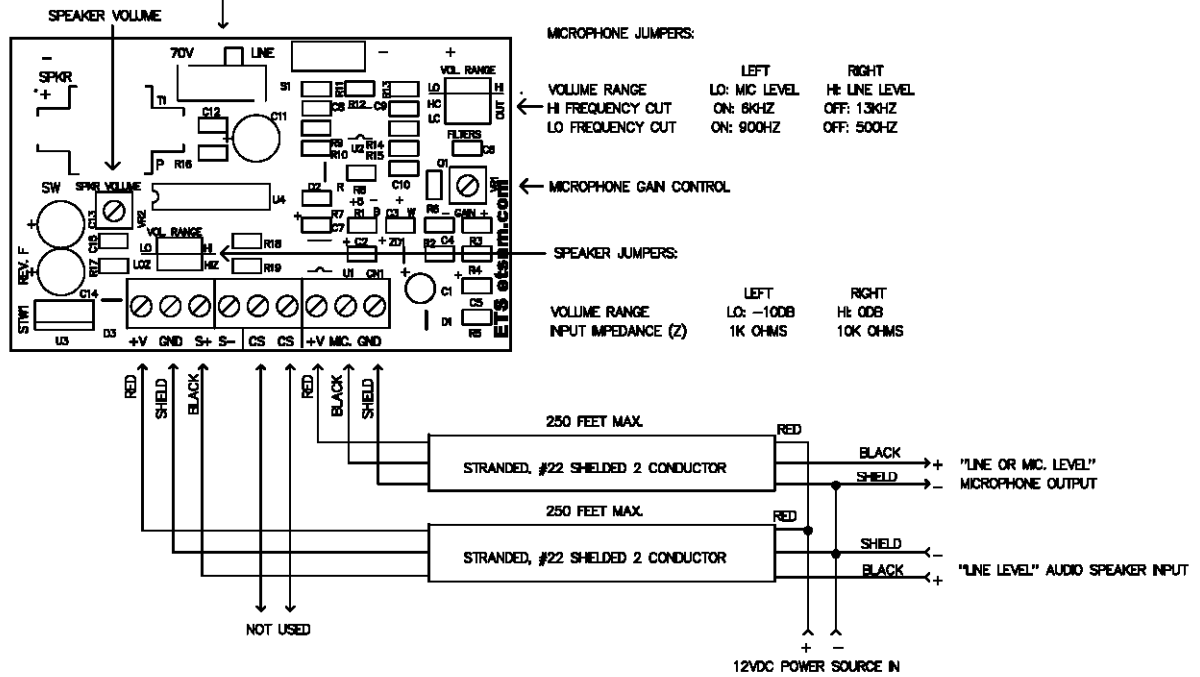 SPEAKER VOLUME
70V LINE
- +
-
SPKR
+
T1
P
S1
R11
R12
R13
C8
C9
VOL. RANGE
LO HI
HC
LC
OUT
FILTERS
C12
C11
R16
R9
R10
U2
R14
R15
C6
Q1
VR1
SW
SPKR VOLUME
C13
VR2
U4
D2
R
R8
+5
C10
R6
- GAIN +
R7
C7
R1
B
C3
W
C15
R17
VOL. RANGE
LO HI
LOZ HIZ
R18
R19
C2
ZD1
R2
C4
R3
REV. F
C14
STW1
U3
D3
U1
CN1
C1
D1
R4
C5
R5
ETS etsam.com
+V GND S+ S- CS CS +V MIC. GND
MICROPHONE JUMPERS:
LEFT RIGHT
VOLUME RANGE LO: MIC LEVEL HI: LINE LEVEL
HI FREQUENCY CUT ON: 6KHZ OFF: 13KHZ
LO FREQUENCY CUT ON: 900HZ OFF: 500HZ
MICROPHONE GAIN CONTROL
SPEAKER JUMPERS:
LEFT RIGHT
VOLUME RANGE LO: -10DB HI: 0DB
INPUT IMPEDANCE (Z) 1K OHMS 10K OHMS
RED
SHIELD
BLACK
RED
BLACK
SHIELD
250 FEET MAX.
STRANDED, #22 SHIELDED 2 CONDUCTOR
RED
BLACK
+ "LINE OR MIC. LEVEL"
SHIELD
- MICROPHONE OUTPUT
250 FEET MAX.
STRANDED, #22 SHIELDED 2 CONDUCTOR
RED
SHIELD
-
BLACK
+ "LINE LEVEL" AUDIO SPEAKER INPUT
NOT USED
+ -
12VDC POWER SOURCE IN